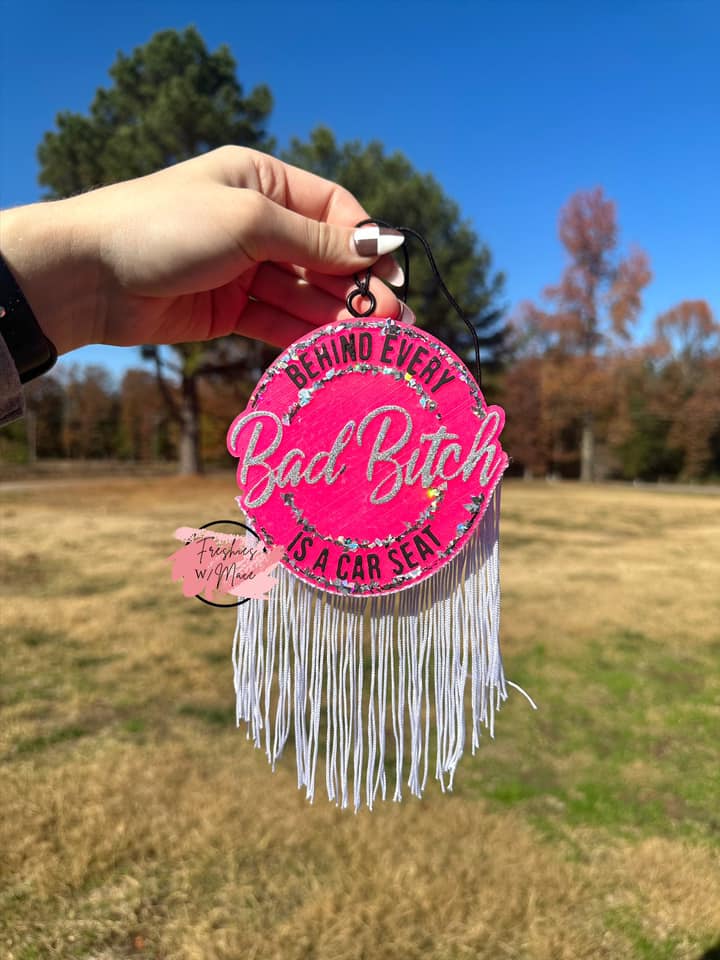 BEHIND EVERY
Bad Bitch
IS A CAR SEAT
Freshies
w/Mace